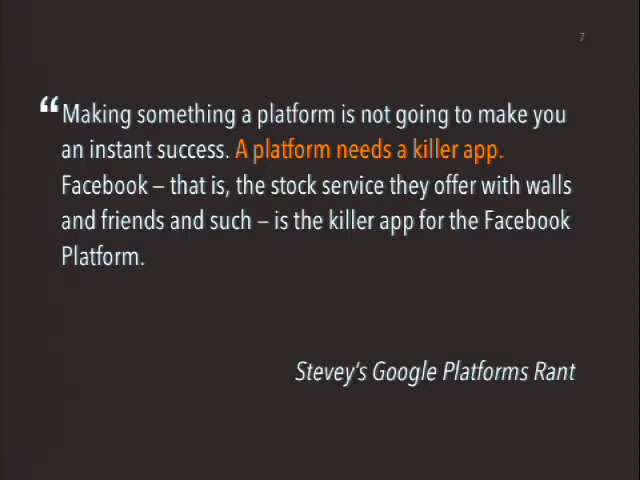 7
“Making something a platform is not going to make you
an instant success. A platform needs a killer app.
Facebook – that is, the stock service they offer with walls
and friends and such – is the killer app for the Facebook
Platform.
Stevey’s Google Platforms Rant